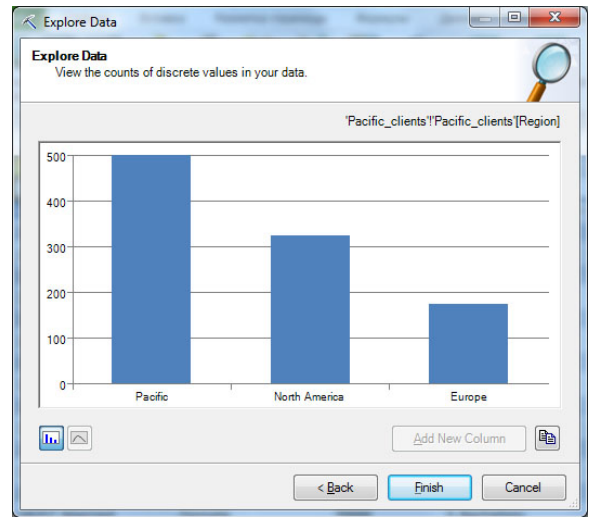 Explore Data
Explore Data
View the counts of discrete values in your data.
'Pacific_clients'!'Pacific_clients'[Region]
500
400
300
200
100
0
Pacific North America Europe
Add New Column
< Back Finish Cancel